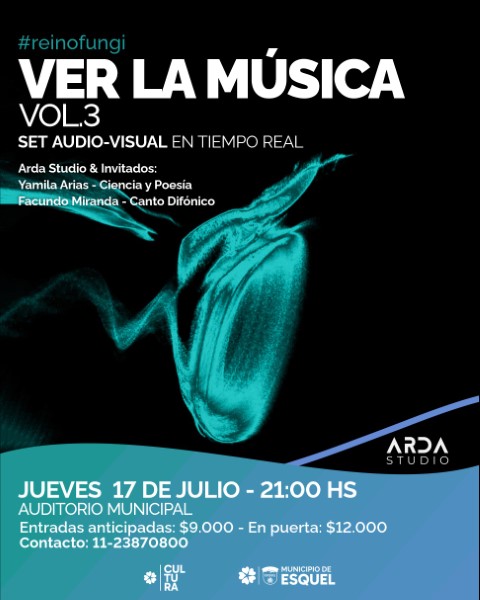 #reinofungi
VER LA MÚSICA
VOL.3
SET AUDIO-VISUAL EN TIEMPO REAL
Arda Studio & Invitados:
Yamila Arias - Ciencia y Poesía
Facundo Miranda - Canto Difónico
ARDA
STUDIO
JUEVES 17 DE JULIO - 21:00 HS
AUDITORIO MUNICIPAL
Entradas anticipadas: $9.000 - En puerta: $12.000
Contacto: 11-23870800
CUL
TU
RA
MUNICIPIO DE
ESQUEL